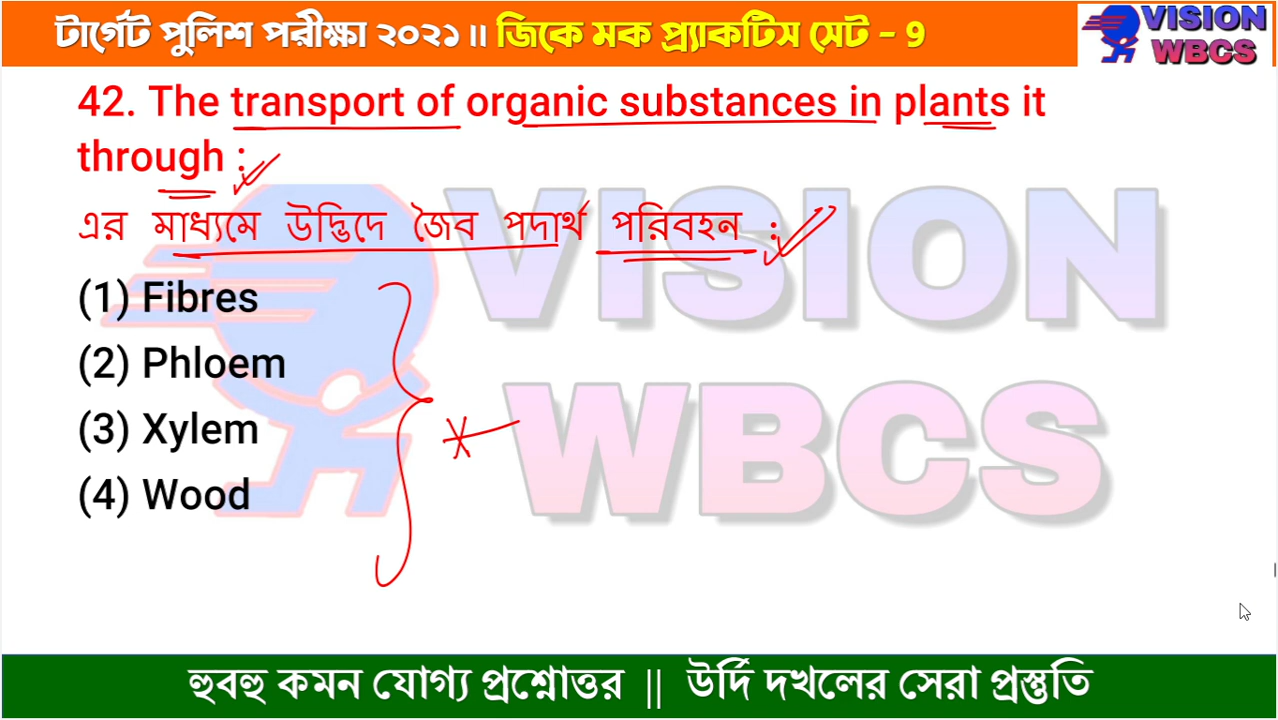 টার্গেট পুলিশ পরীক্ষা ২০২১ ॥ জিকে মক প্র্যাকটিস সেট - 9
VISION
WBCS
42. The transport of organic substances in plants it
through :
এর মাধ্যমে উদ্ভিদে জৈব পদার্থ পরিবহন :
(1) Fibres
(2) Phloem
(3) Xylem
(4) Wood
VISION
WBCS
হুবহু কমন যোগ্য প্রশ্নোত্তর || উর্দি দখলের সেরা প্রস্তুতি